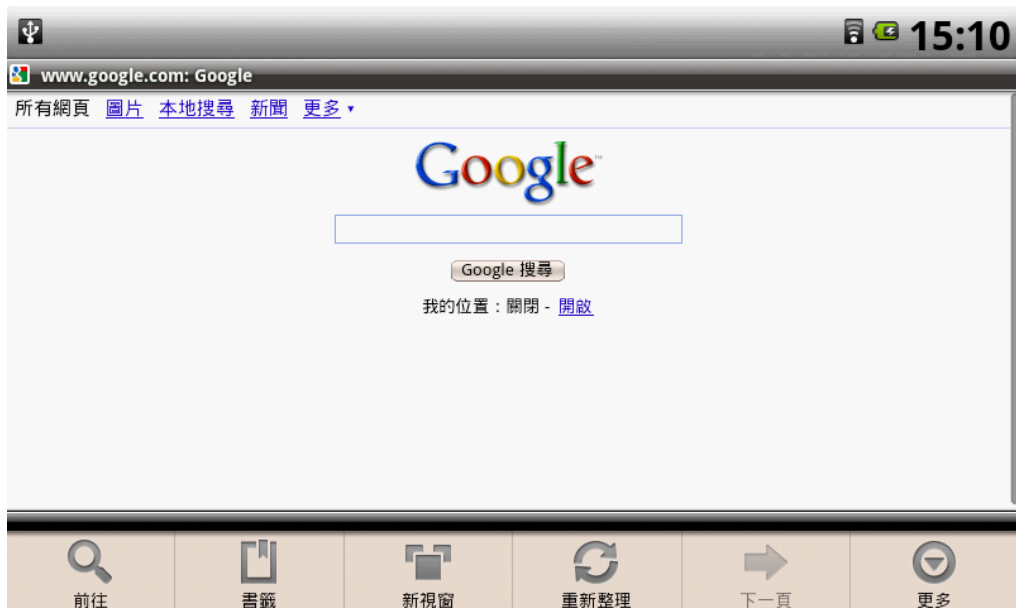 15:10
www.google.com: Google
所有網頁 圖片 本地搜尋 新聞 更多 ▾
Google™
Google 搜尋
我的位置：關閉 - 開啟
前往 書籤 新視窗 重新整理 下一頁 更多